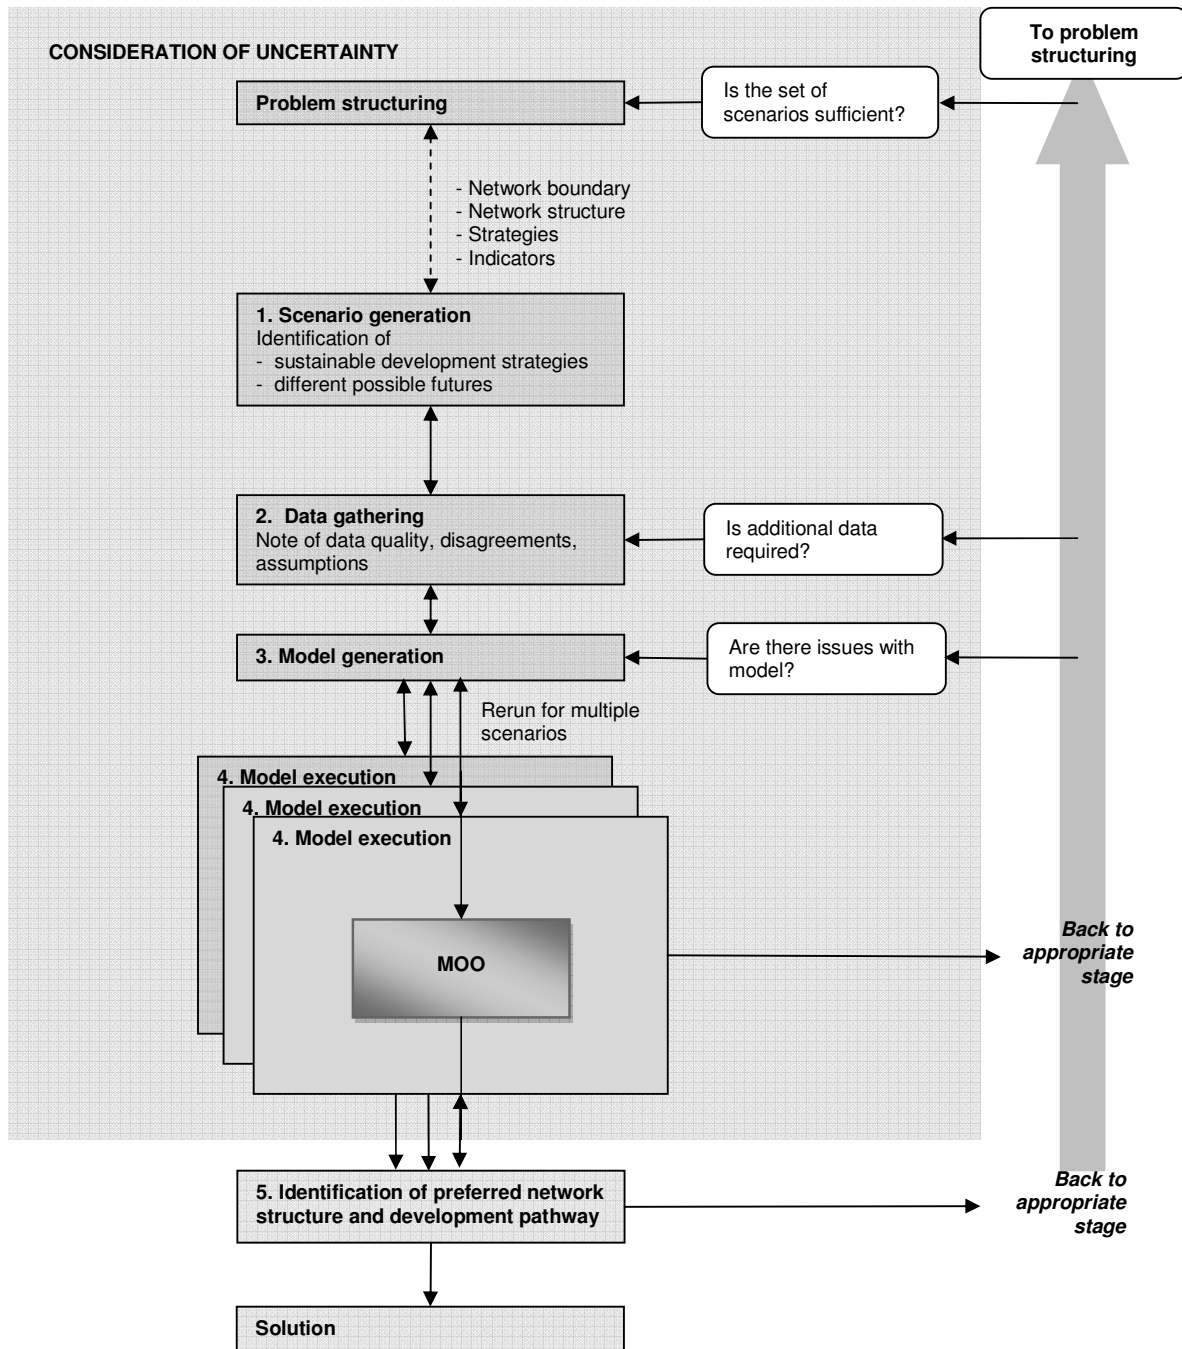 To problem
structuring
CONSIDERATION OF UNCERTAINTY
Problem structuring
Is the set of
scenarios sufficient?
- Network boundary
- Network structure
- Strategies
- Indicators
1. Scenario generation
Identification of
- sustainable development strategies
- different possible futures
2. Data gathering
Note of data quality, disagreements,
assumptions
Is additional data
required?
3. Model generation
Are there issues with
model?
Rerun for multiple
scenarios
4. Model execution
4. Model execution
4. Model execution
MOO
Back to
appropriate
stage
5. Identification of preferred network
structure and development pathway
Back to
appropriate
stage
Solution